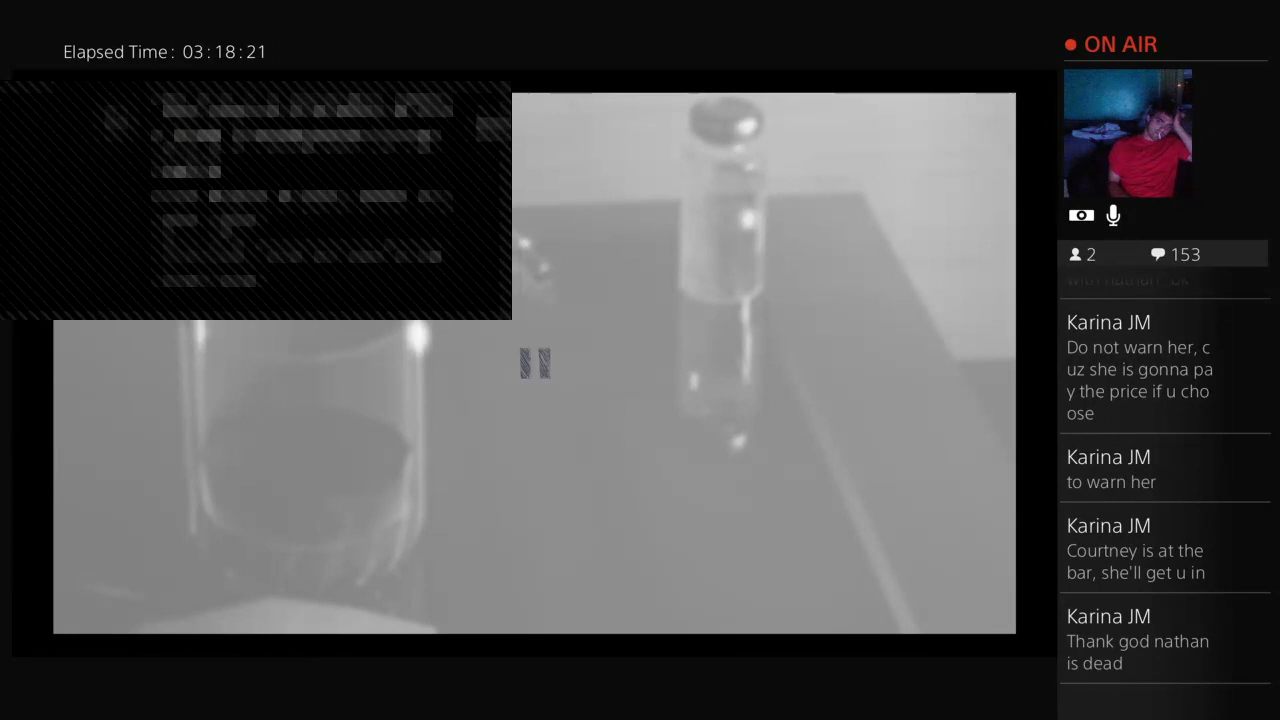 Elapsed Time: 03:18:21
ON AIR
2
153
Karina JM
Do not warn her, c
uz she is gonna pa
y the price if u cho
ose
Karina JM
to warn her
Karina JM
Courtney is at the
bar, she'll get u in
Karina JM
Thank god nathan
is dead